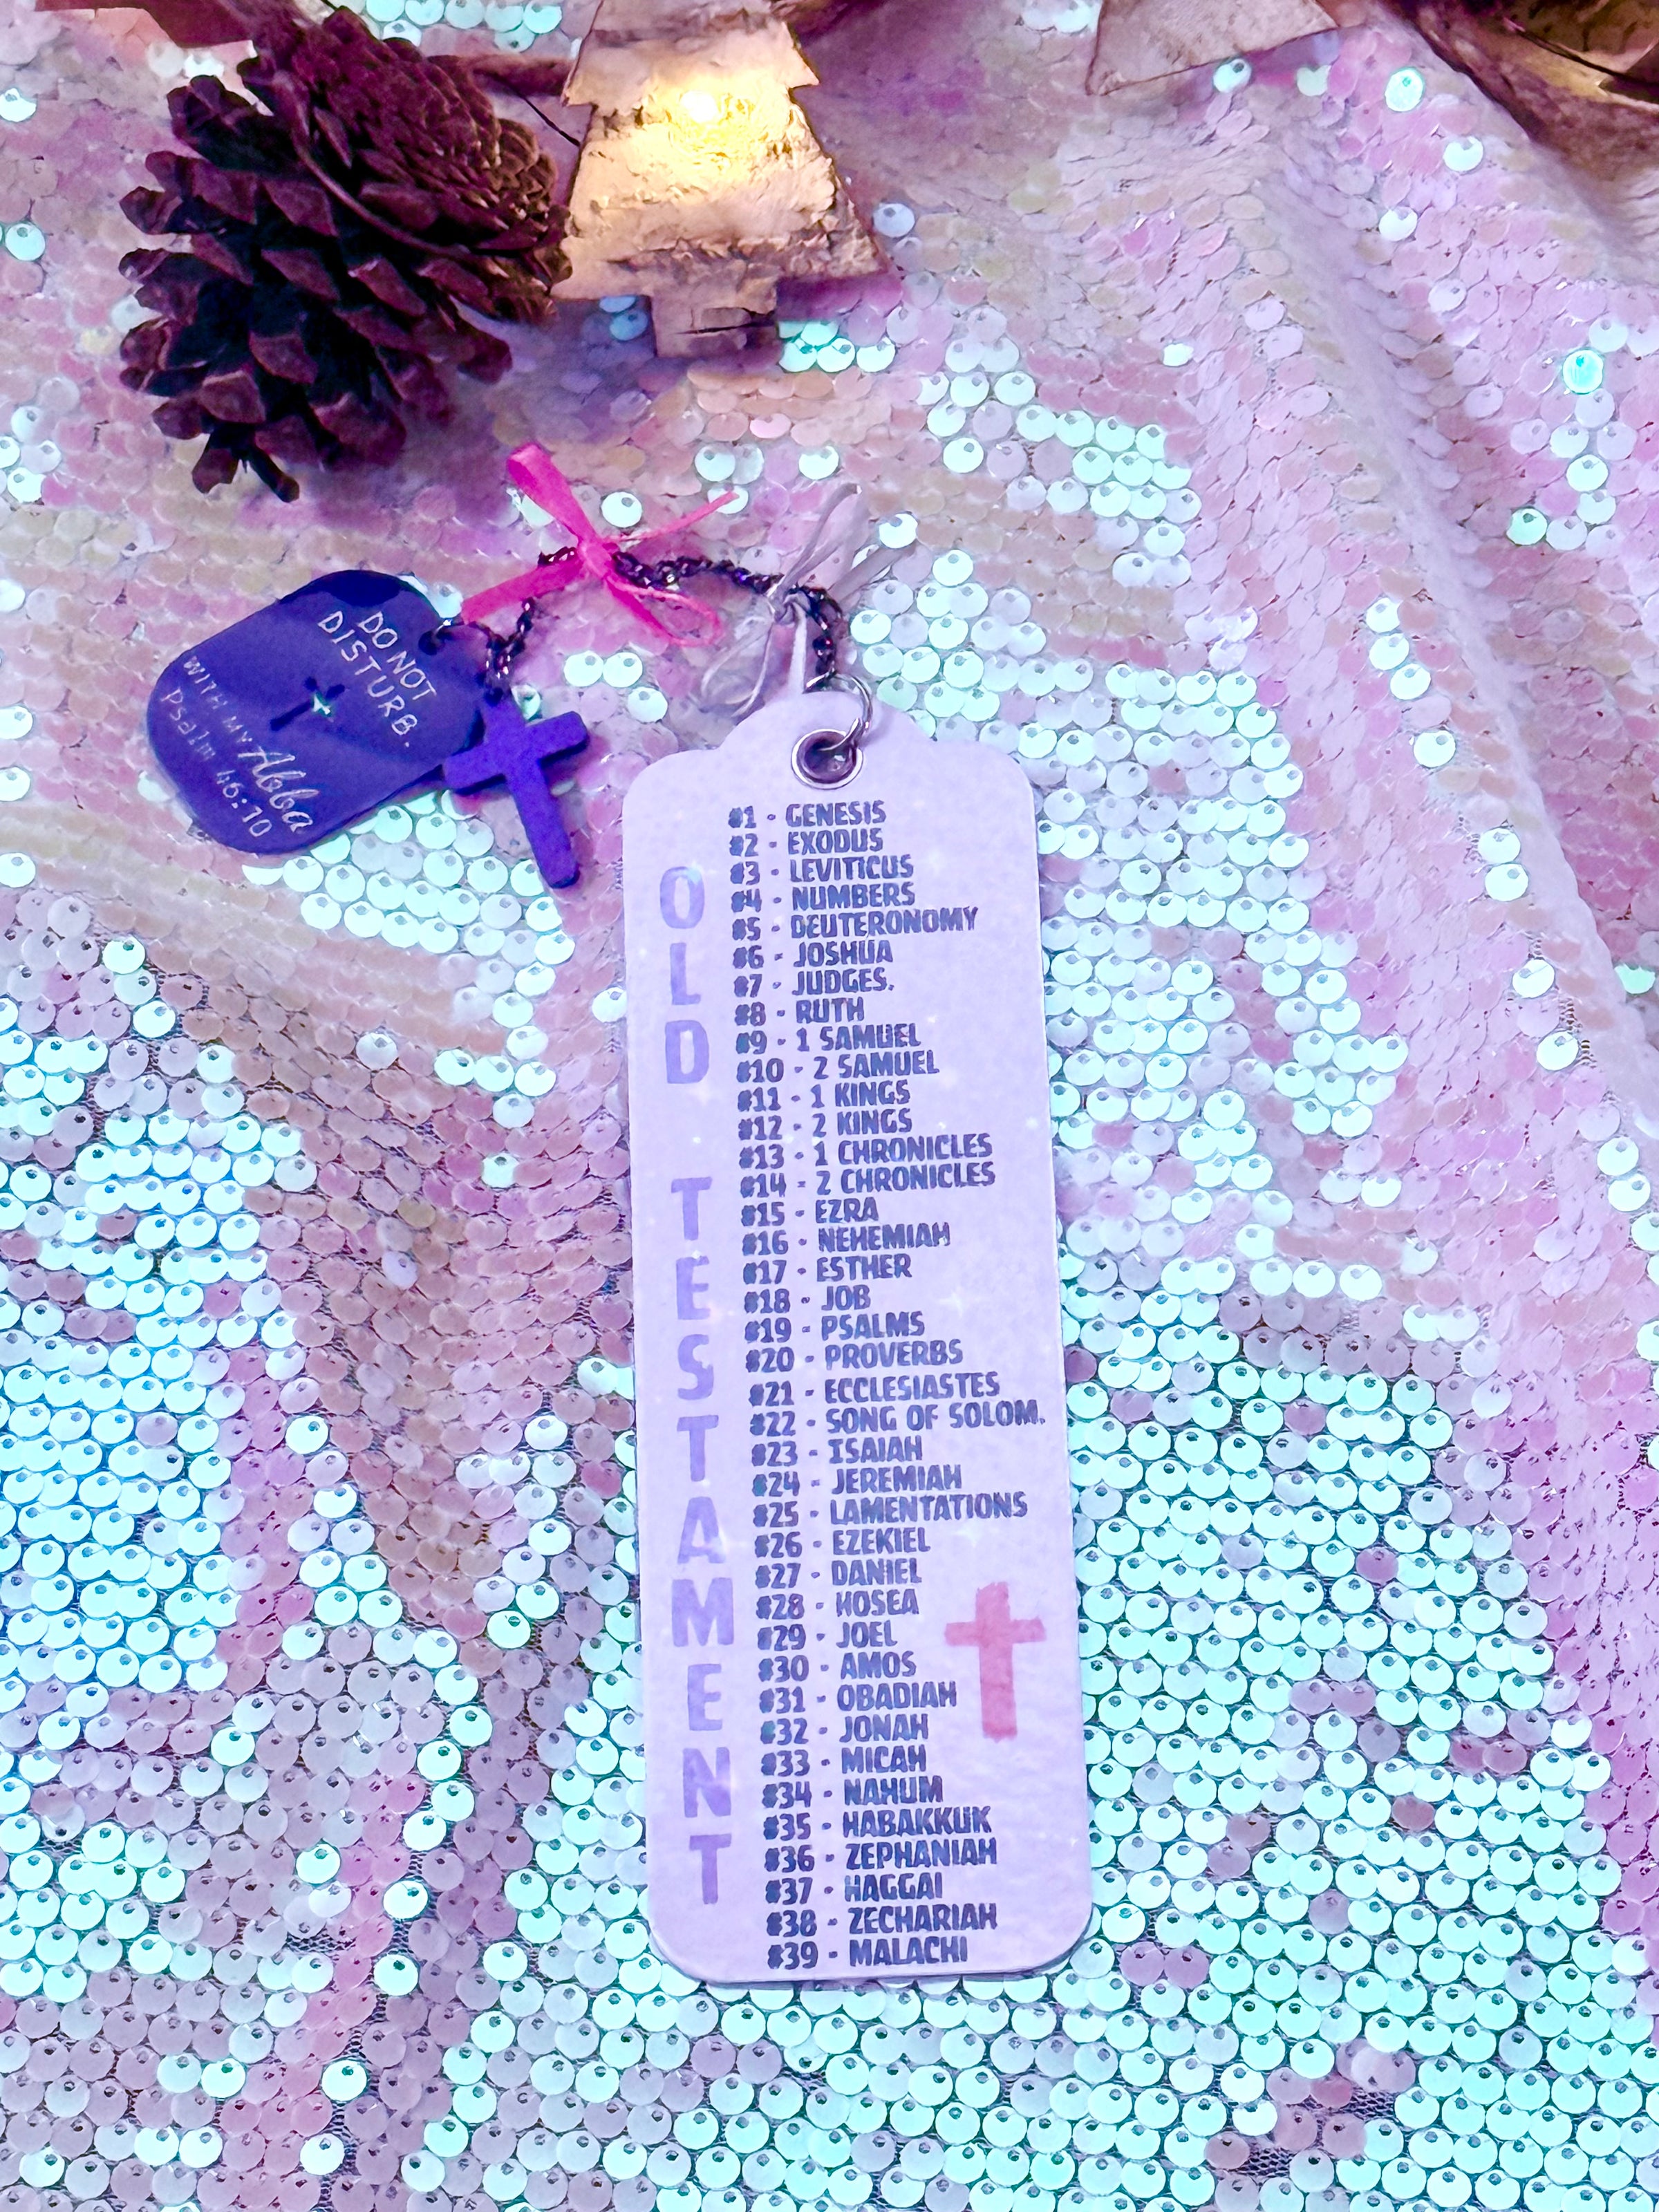 DO NOT
DISTURB.
WITH MY Abba
Psalm 46:10
OLD TESTAMENT
#1 - GENESIS
#2 - EXODUS
#3 - LEVITICUS
#4 - NUMBERS
#5 - DEUTERONOMY
#6 - JOSHUA
#7 - JUDGES.
#8 - RUTH
#9 - 1 SAMUEL
#10 - 2 SAMUEL
#11 - 1 KINGS
#12 - 2 KINGS
#13 - 1 CHRONICLES
#14 - 2 CHRONICLES
#15 - EZRA
#16 - NEHEMIAH
#17 - ESTHER
#18 - JOB
#19 - PSALMS
#20 - PROVERBS
#21 - ECCLESIASTES
#22 - SONG OF SOLOM.
#23 - ISAIAH
#24 - JEREMIAH
#25 - LAMENTATIONS
#26 - EZEKIEL
#27 - DANIEL
#28 - HOSEA
#29 - JOEL
#30 - AMOS
#31 - OBADIAH
#32 - JONAH
#33 - MICAH
#34 - NAHUM
#35 - HABAKKUK
#36 - ZEPHANIAH
#37 - HAGGAI
#38 - ZECHARIAH
#39 - MALACHI